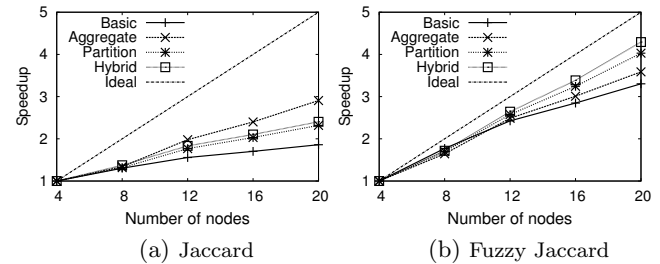 Basic
Aggregate
Partition
Hybrid
Ideal
5
4
3
2
1
Speedup
4 8 12 16 20
Number of nodes
(a) Jaccard
Basic
Aggregate
Partition
Hybrid
Ideal
5
4
3
2
1
Speedup
4 8 12 16 20
Number of nodes
(b) Fuzzy Jaccard